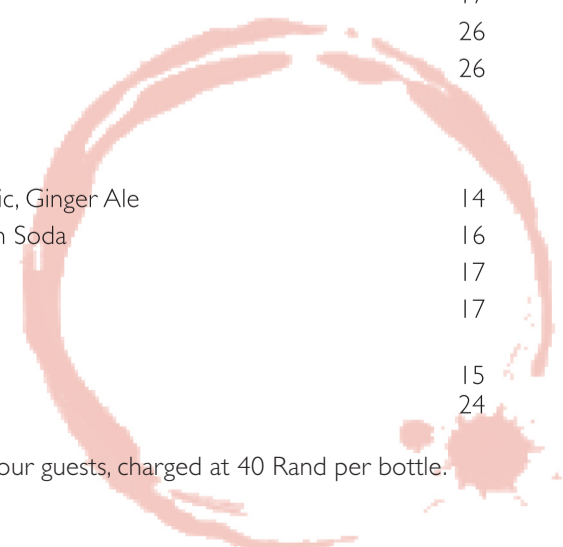 26
26
ic, Ginger Ale 14
n Soda 16
17
17
15
24
our guests, charged at 40 Rand per bottle.